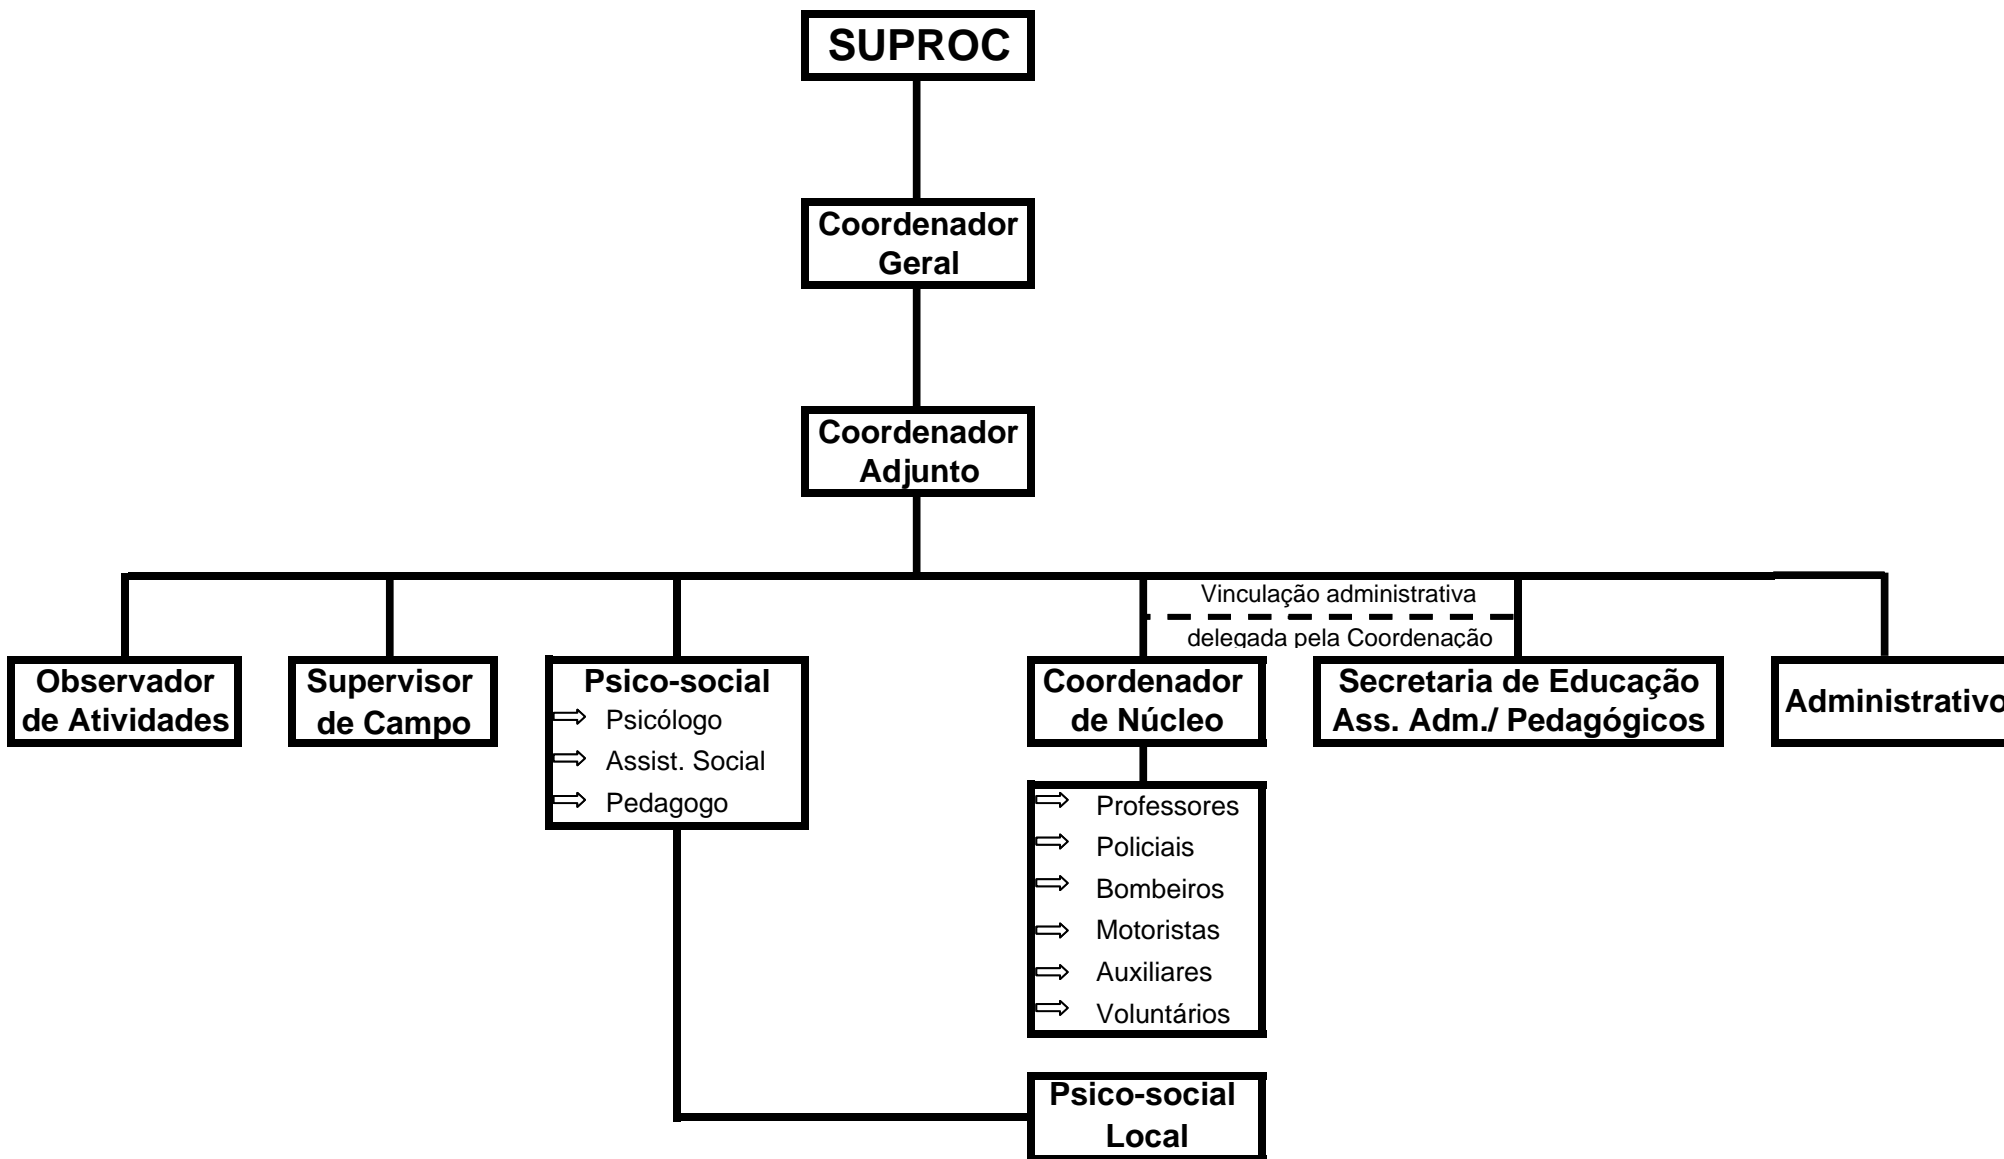 SUPROC
Coordenador
Geral
Coordenador
Adjunto
Vinculação administrativa
delegada pela Coordenação
Observador
de Atividades
Supervisor
de Campo
Psico-social
Psicólogo
Assist. Social
Pedagogo
Coordenador
de Núcleo
Secretaria de Educação
Ass. Adm./ Pedagógicos
Administrativo
Professores
Policiais
Bombeiros
Motoristas
Auxiliares
Voluntários
Psico-social
Local